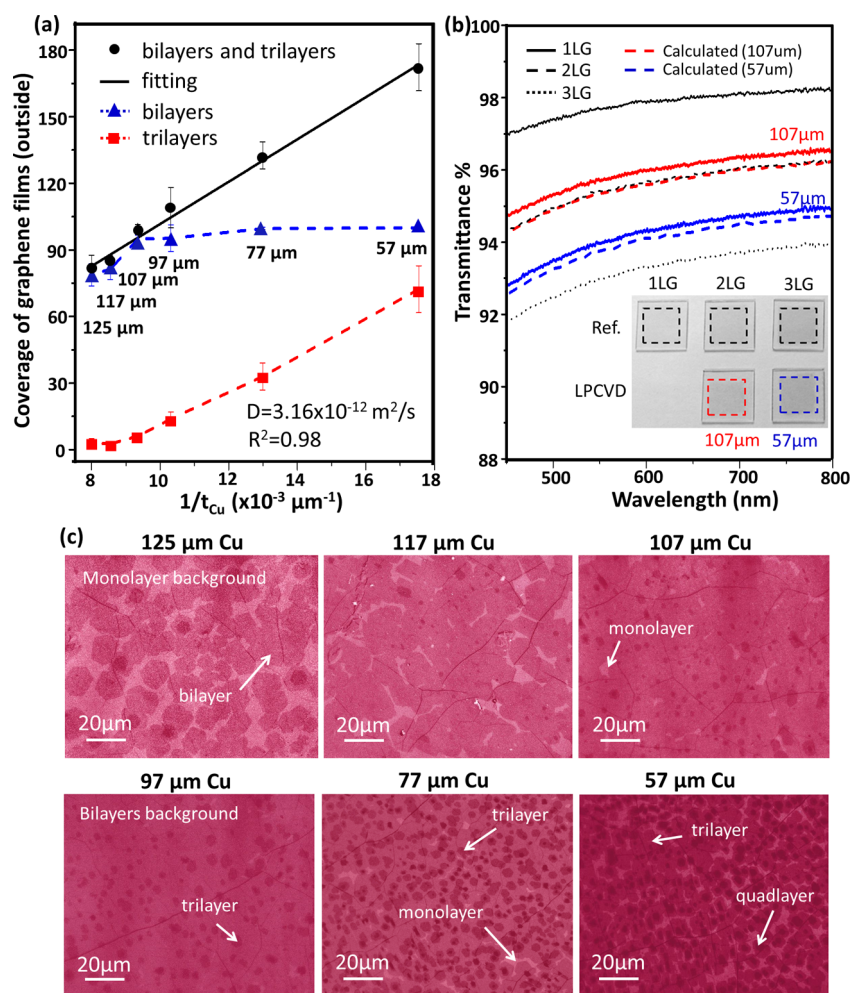 (a)
180
150
120
90
60
30
0
Coverage of graphene films (outside)
bilayers and trilayers
fitting
bilayers
trilayers
125 µm
117 µm
107 µm
97 µm
77 µm
57 µm
D=3.16x10⁻¹² m²/s
R²=0.98
8 10 12 14 16 18
1/t_Cu (x10⁻³ µm⁻¹)
(b)
100
98
96
94
92
90
88
Transmittance %
1LG
2LG
3LG
Calculated (107um)
Calculated (57um)
107µm
57µm
1LG 2LG 3LG
Ref.
LPCVD
107µm 57µm
500 600 700 800
Wavelength (nm)
(c)
125 µm Cu
Monolayer background
bilayer
20µm
117 µm Cu
20µm
107 µm Cu
monolayer
20µm
97 µm Cu
Bilayers background
trilayer
20µm
77 µm Cu
trilayer
monolayer
20µm
57 µm Cu
trilayer
quadlayer
20µm